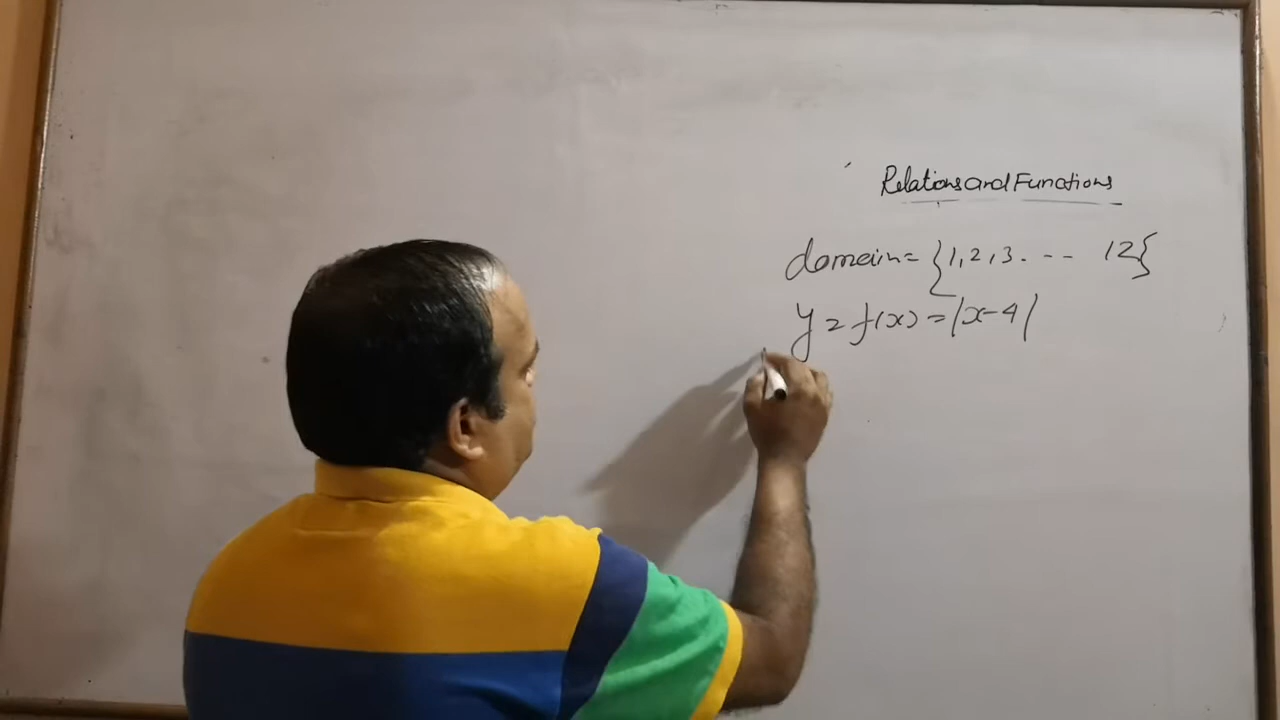 Relations and Functions
domain = {1, 2, 3. - - 12}
y = f(x) = |x-4|